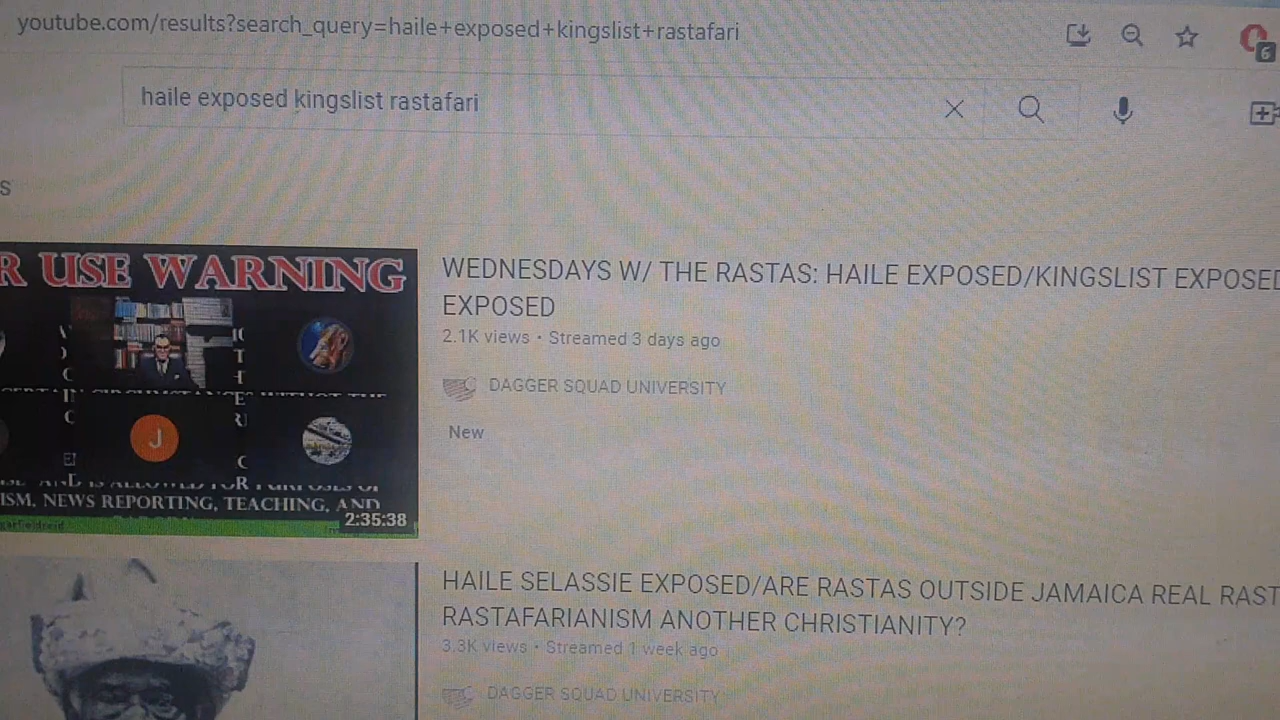 youtube.com/results?search_query=haile+exposed+kingslist+rastafari
6
haile exposed kingslist rastafari
S
R USE WARNING
WEDNESDAYS W/ THE RASTAS: HAILE EXPOSED/KINGSLIST EXPOSED
EXPOSED
2.1K views • Streamed 3 days ago
DAGGER SQUAD UNIVERSITY
J
New
ISM, NEWS REPORTING, TEACHING, AND
2:35:38
HAILE SELASSIE EXPOSED/ARE RASTAS OUTSIDE JAMAICA REAL RAST
RASTAFARIANISM ANOTHER CHRISTIANITY?
3.3K views • Streamed 1 week ago
DAGGER SQUAD UNIVERSITY